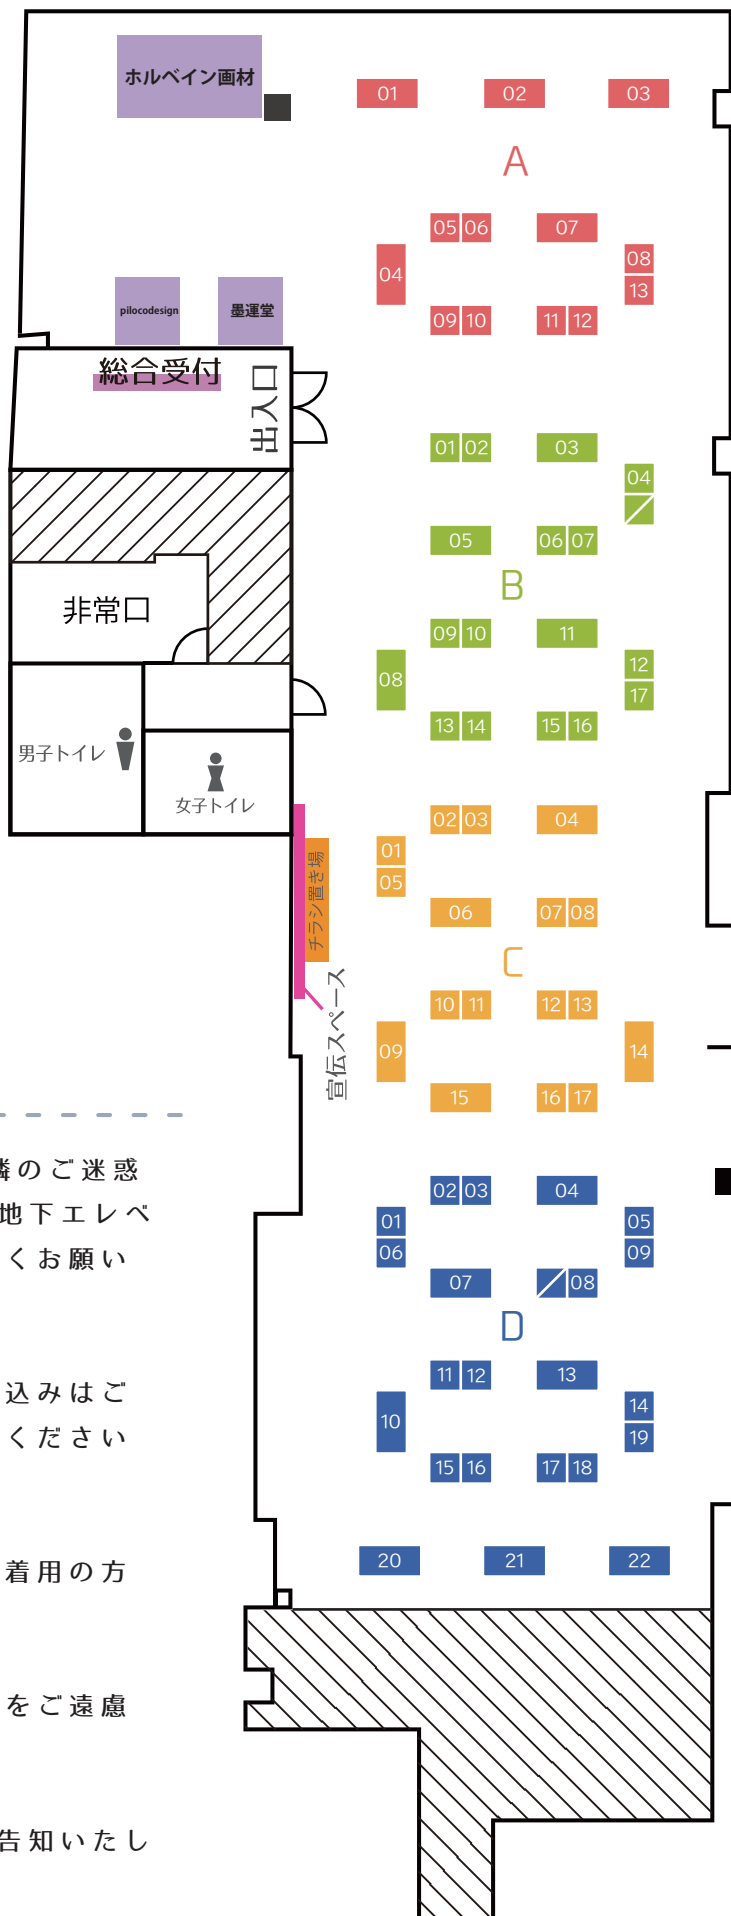 ホルベイン画材
01 02 03
A
05 06 07
04
08
13
09 10 11 12
pilocodesign
墨運堂
総合受付
出入口
01 02 03
04
05 06 07
非常口
B
09 10 11
08
12
17
13 14 15 16
男子トイレ
女子トイレ
02 03 04
01
05
チラシ置き場
06 07 08
C
宣伝スペース
10 11 12 13
09
14
15 16 17
隣のご迷惑
地下エレベ
くお願い
02 03 04
01
06
05
09
07 08
D
込みはご
ください
11 12 13
10
14
19
15 16 17 18
着用の方
20 21 22
をご遠慮
告知いたし